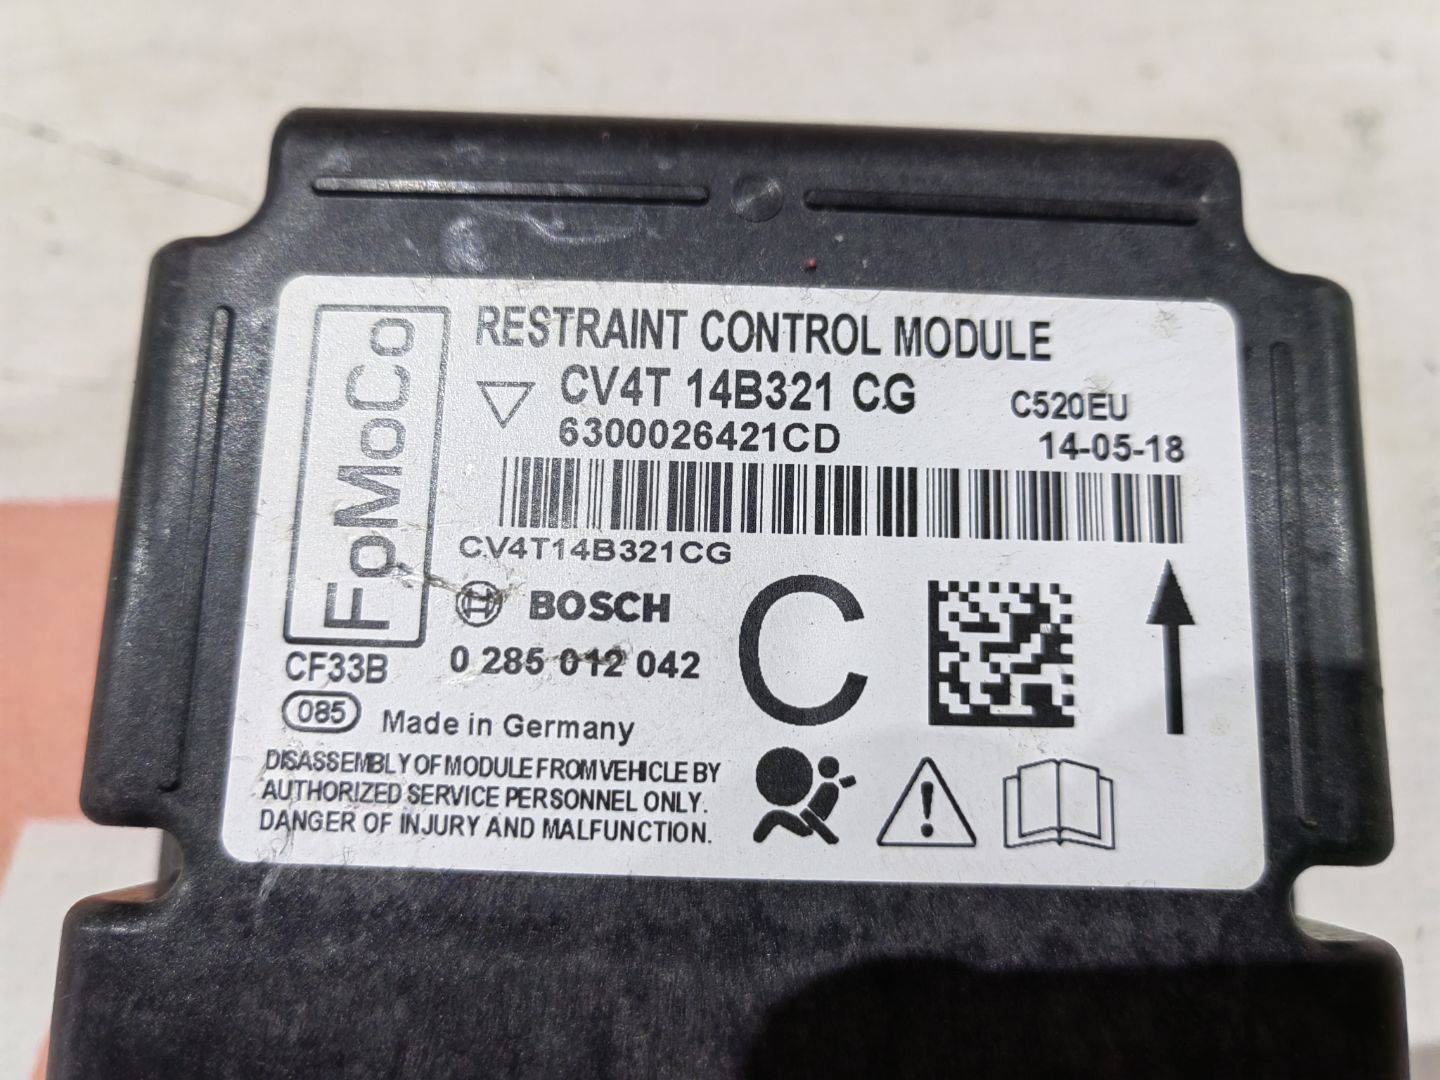 FoMoCo
RESTRAINT CONTROL MODULE
CV4T 14B321 CG
C520EU
6300026421CD
14-05-18
CV4T14B321CG
BOSCH
0 285 012 042
C
CF33B
085
Made in Germany
DISASSEMBLY OF MODULE FROM VEHICLE BY
AUTHORIZED SERVICE PERSONNEL ONLY.
DANGER OF INJURY AND MALFUNCTION.